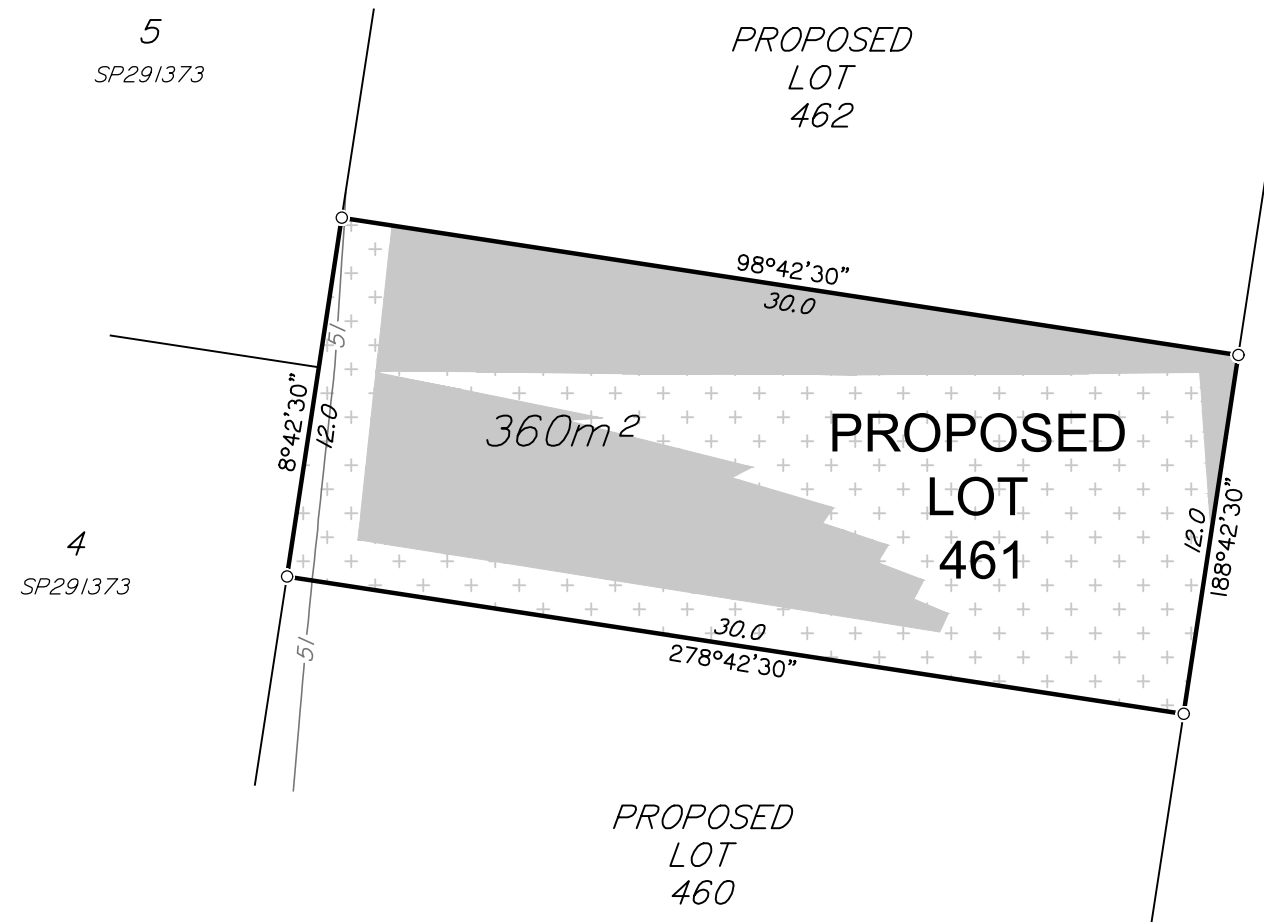 5
SP291373
PROPOSED
LOT
462
98°42'30"
30.0
51
8°42'30"
12.0
360m²
PROPOSED
LOT
461
12.0
188°42'30"
4
SP291373
30.0
278°42'30"
51
PROPOSED
LOT
460